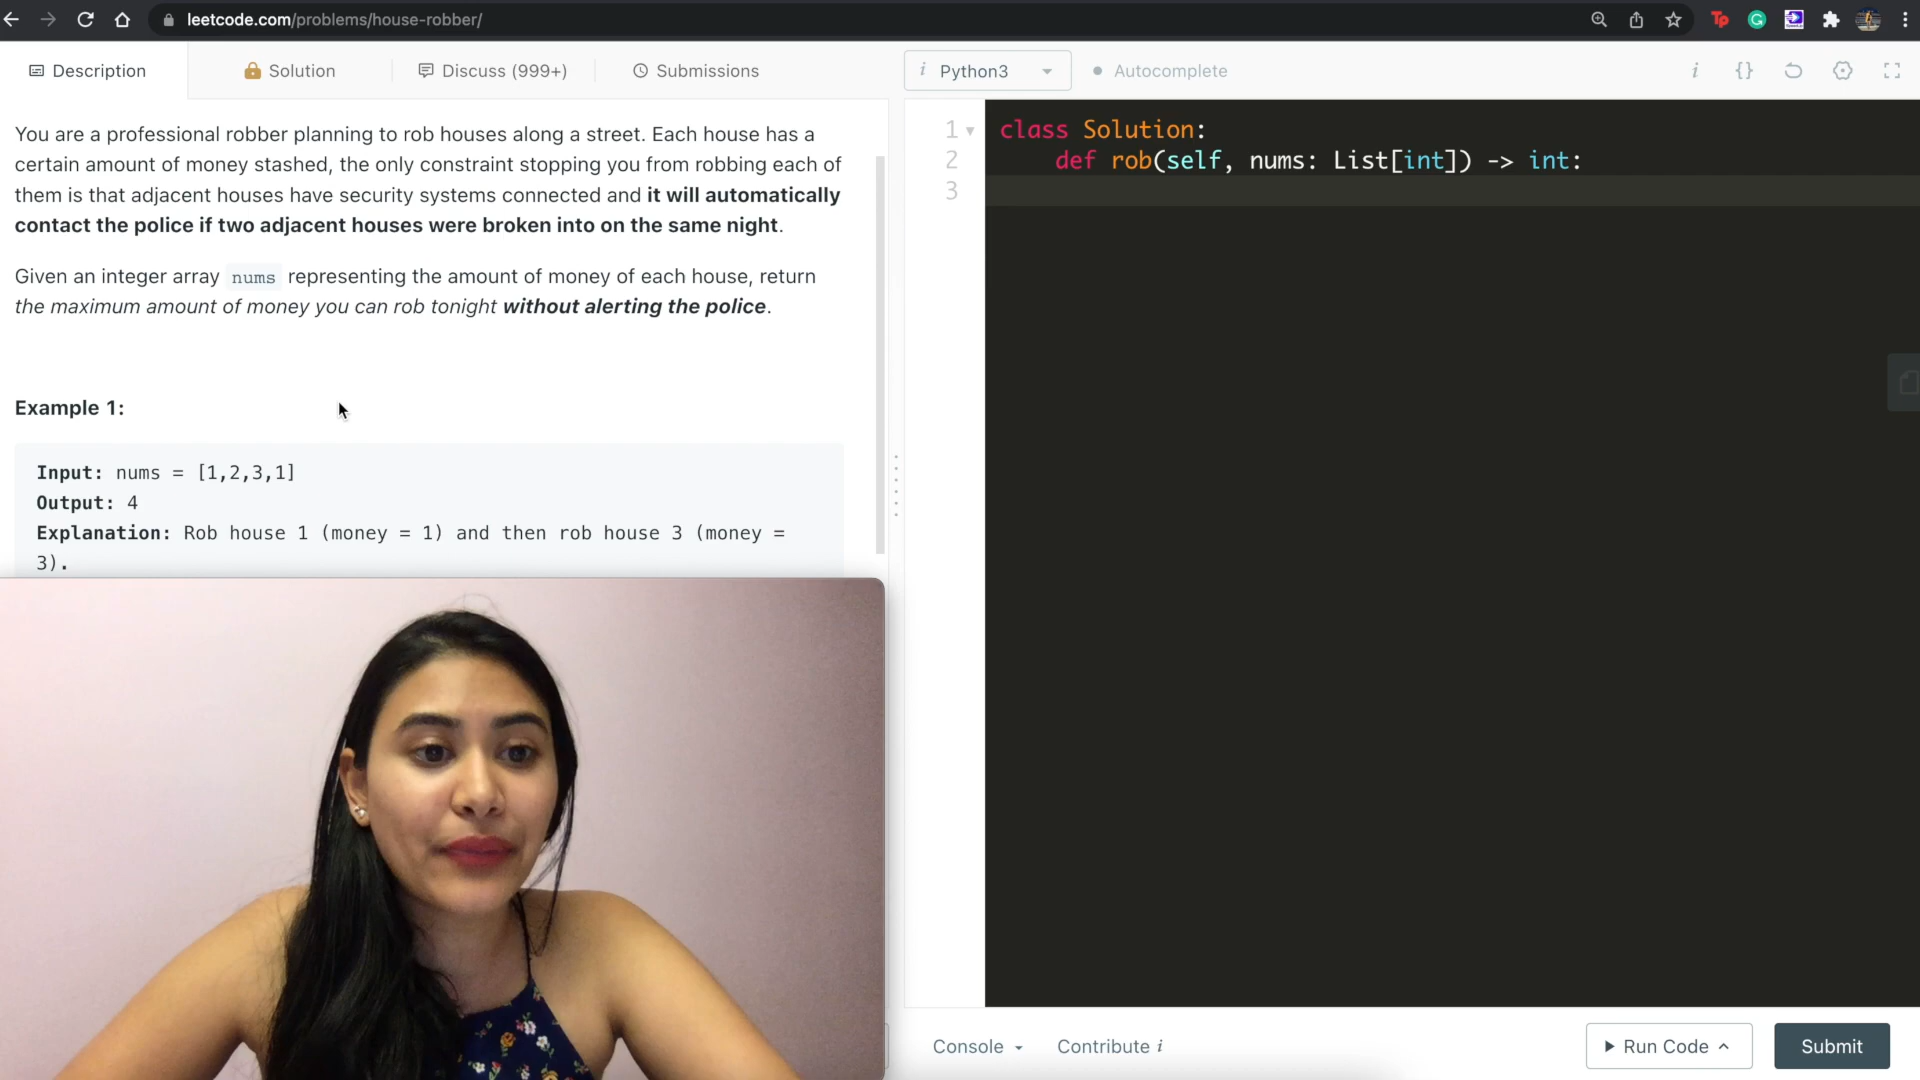 leetcode.com/problems/house-robber/
Description
Solution
Discuss (999+)
Submissions
i Python3
Autocomplete
i {}
You are a professional robber planning to rob houses along a street. Each house has a
certain amount of money stashed, the only constraint stopping you from robbing each of
them is that adjacent houses have security systems connected and it will automatically
contact the police if two adjacent houses were broken into on the same night.
Given an integer array nums representing the amount of money of each house, return
the maximum amount of money you can rob tonight without alerting the police.
Example 1:
Input: nums = [1,2,3,1]
Output: 4
Explanation: Rob house 1 (money = 1) and then rob house 3 (money =
3).
1 class Solution:
2 def rob(self, nums: List[int]) -> int:
3
Console
Contribute i
Run Code
Submit